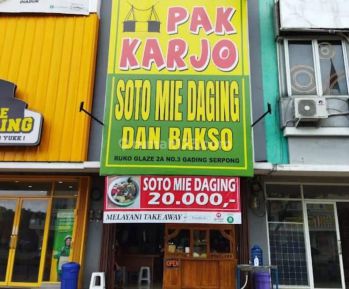 PAK
KARJO
SOTO MIE DAGING
DAN BAKSO
RUKO GLAZE 2A NO.3 GADING SERPONG
SOTO MIE DAGING
20.000,-
MELAYANI TAKE AWAY
OPEN